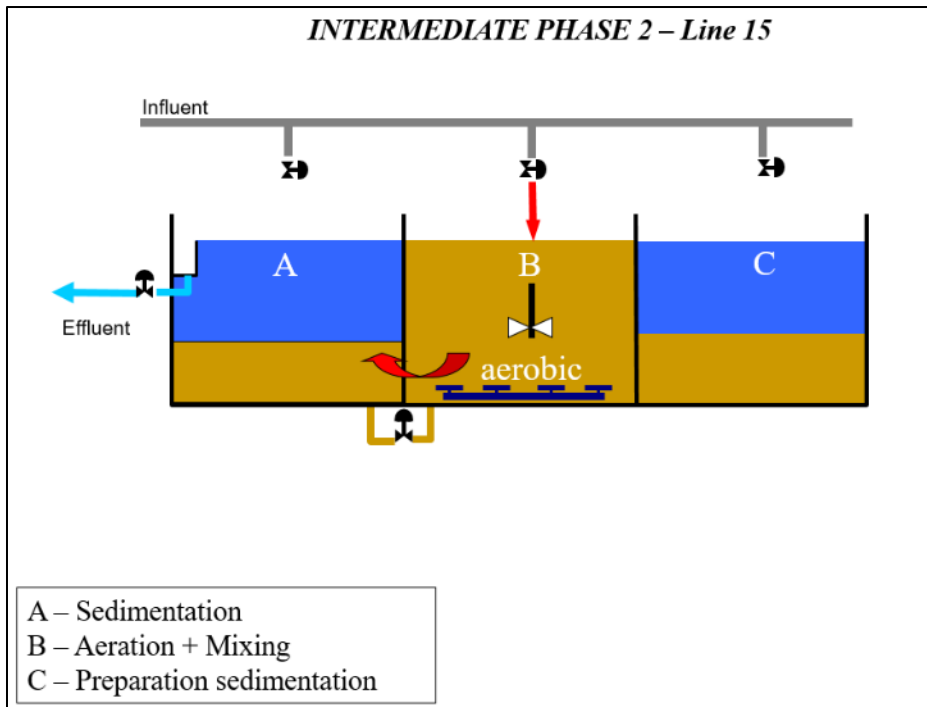 INTERMEDIATE PHASE 2 – Line 15
Influent
A
B
C
Effluent
aerobic
A – Sedimentation
B – Aeration + Mixing
C – Preparation sedimentation